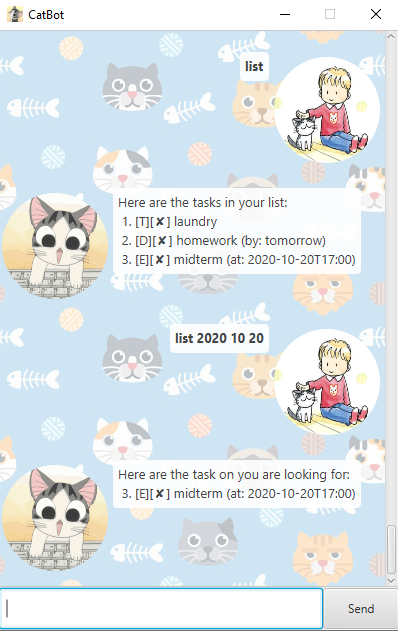 CatBot
list
Here are the tasks in your list:
1. [T][✘] laundry
2. [D][✘] homework (by: tomorrow)
3. [E][✘] midterm (at: 2020-10-20T17:00)
list 2020 10 20
Here are the task on you are looking for:
3. [E][✘] midterm (at: 2020-10-20T17:00)
Send